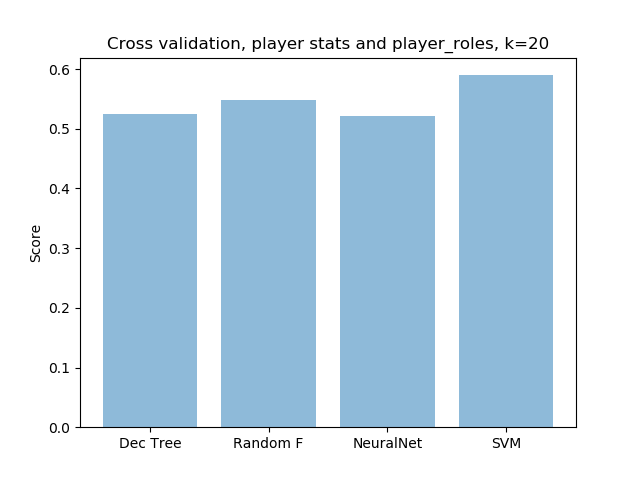 Cross validation, player stats and player_roles, k=20
0.6
0.5
0.4
0.3
0.2
0.1
0.0
Score
Dec Tree
Random F
NeuralNet
SVM